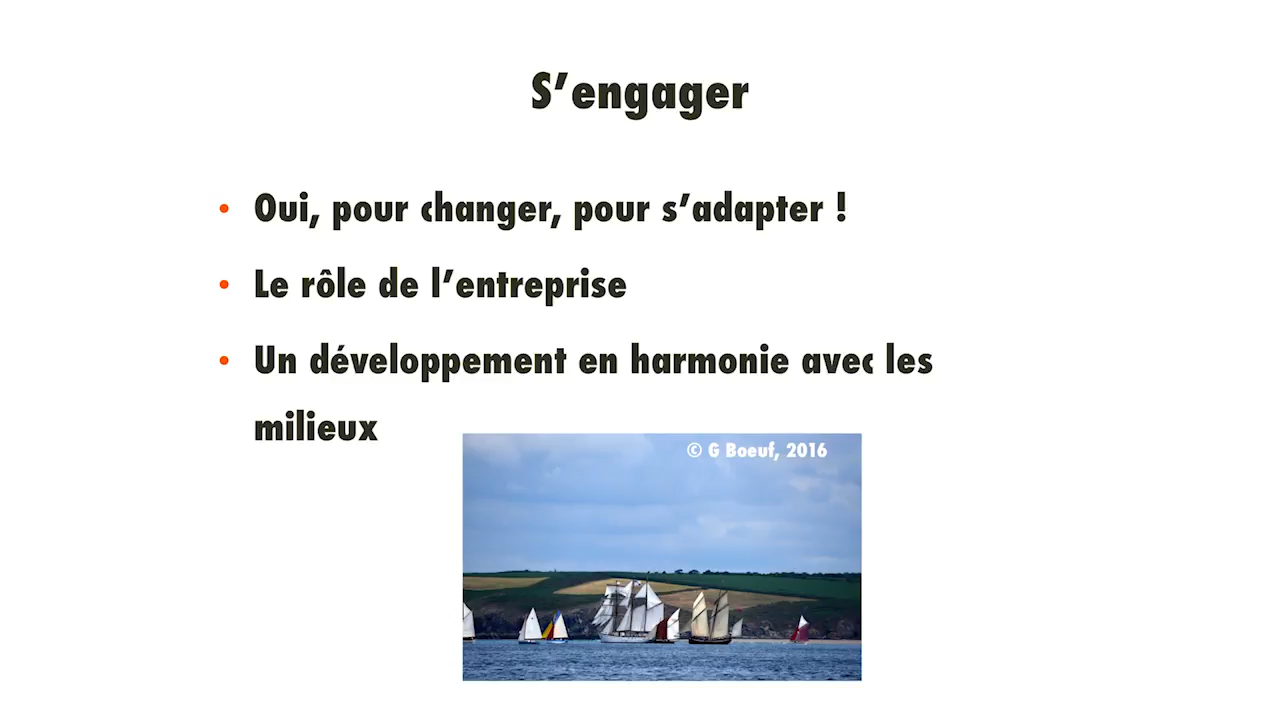 S’engager
• Oui, pour changer, pour s’adapter !
• Le rôle de l’entreprise
• Un développement en harmonie avec les
milieux
© G Boeuf, 2016